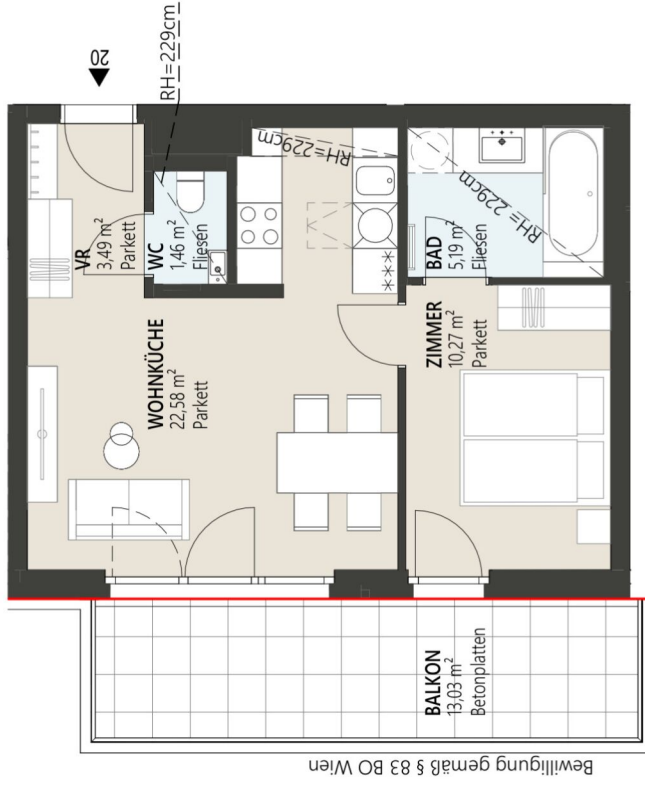 20
RH=229cm
VR
3,49 m²
Parkett
WC
1,46 m²
Fliesen
RH=229cm
BAD
5,19 m²
Fliesen
RH= 229cm
WOHNKÜCHE
22,58 m²
Parkett
ZIMMER
10,27 m²
Parkett
BALKON
13,03 m²
Betonplatten
Bewilligung gemäß § 83 BO Wien